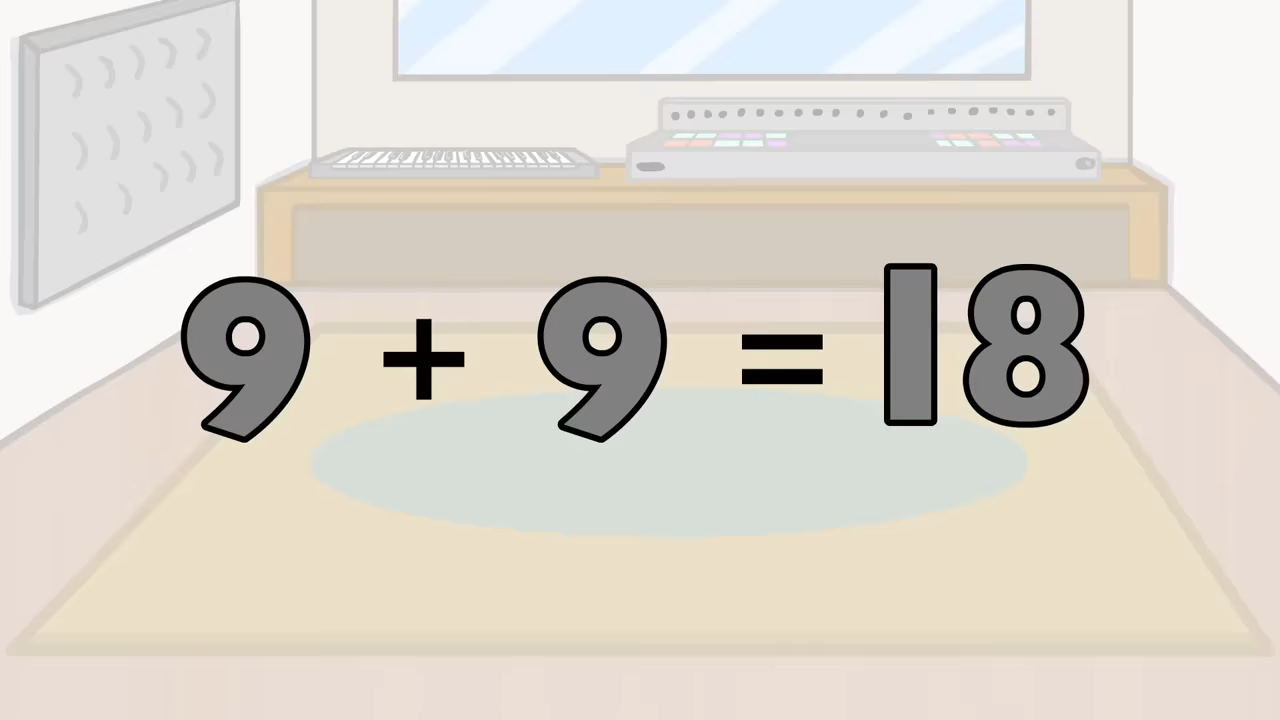 9 + 9 = 18